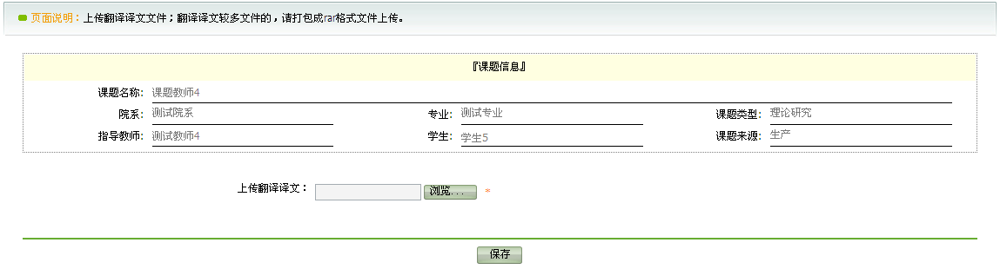 页面说明：上传翻译译文文件；翻译译文较多文件的，请打包成rar格式文件上传。
『课题信息』
课题名称： 课题教师4
院系： 测试院系 专业： 测试专业 课题类型： 理论研究
指导教师： 测试教师4 学生： 学生5 课题来源： 生产
上传翻译译文： 浏览... *
保存